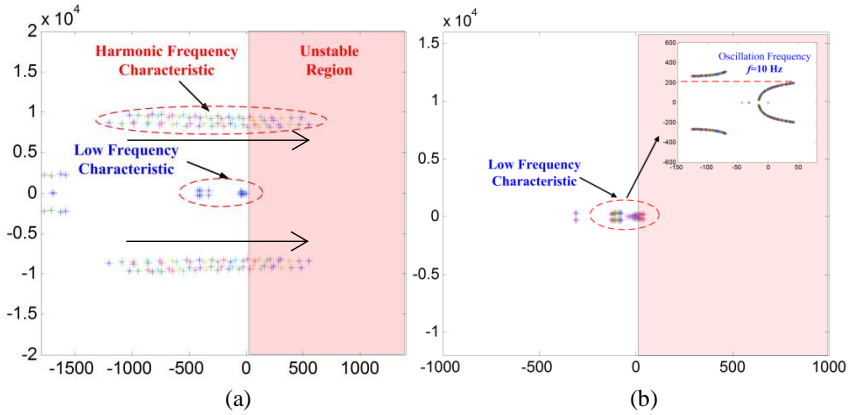 x 10^4
2
1.5
1
0.5
0
-0.5
-1
-1.5
-2
-1500 -1000 -500 0 500 1000
Harmonic Frequency
Characteristic
Unstable
Region
Low Frequency
Characteristic
(a)
x 10^4
1.5
1
0.5
0
-0.5
-1
-1000 -500 0 500 1000
Low Frequency
Characteristic
600
400
200
0
-200
-400
-600
-150 -100 -50 0 50
Oscillation Frequency
f=10 Hz
(b)